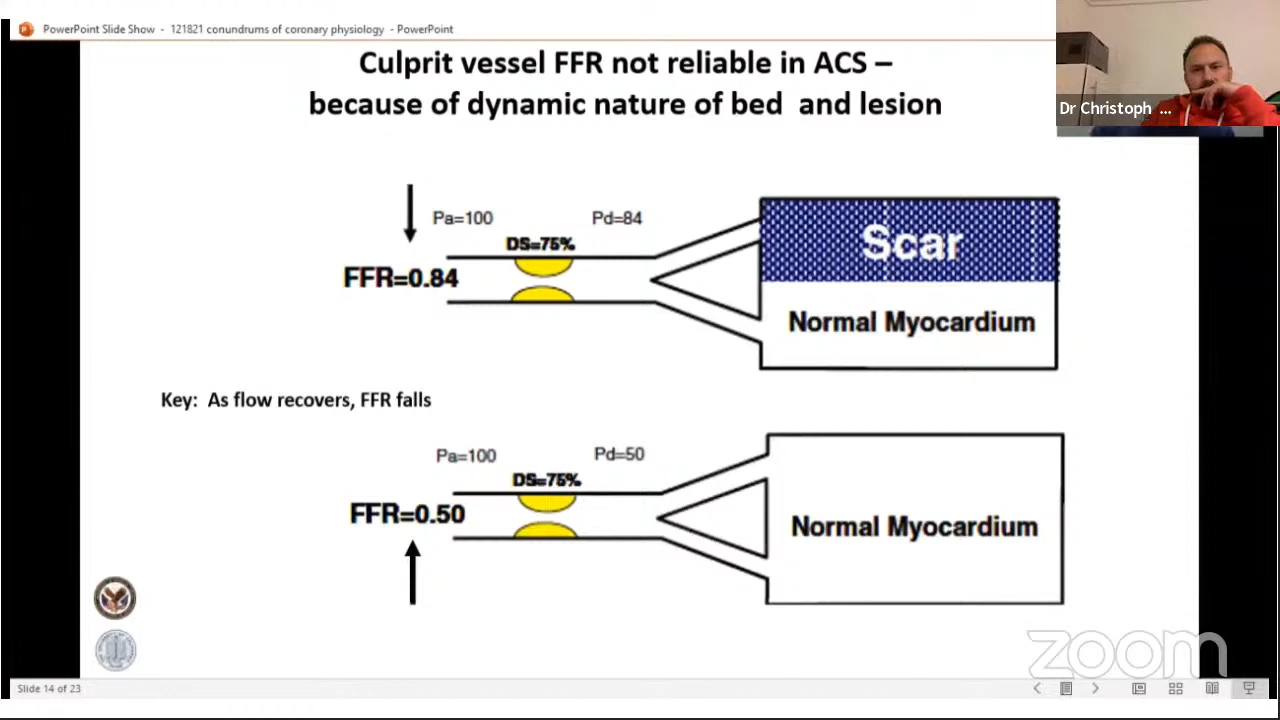 PowerPoint Slide Show - 121821 conundrums of coronary physiology - PowerPoint
Culprit vessel FFR not reliable in ACS –
because of dynamic nature of bed and lesion
Dr Christoph ...
Pa=100
Pd=84
DS=75%
FFR=0.84
Scar
Normal Myocardium
Key: As flow recovers, FFR falls
Pa=100
Pd=50
DS=75%
FFR=0.50
Normal Myocardium
zoom
Slide 14 of 23